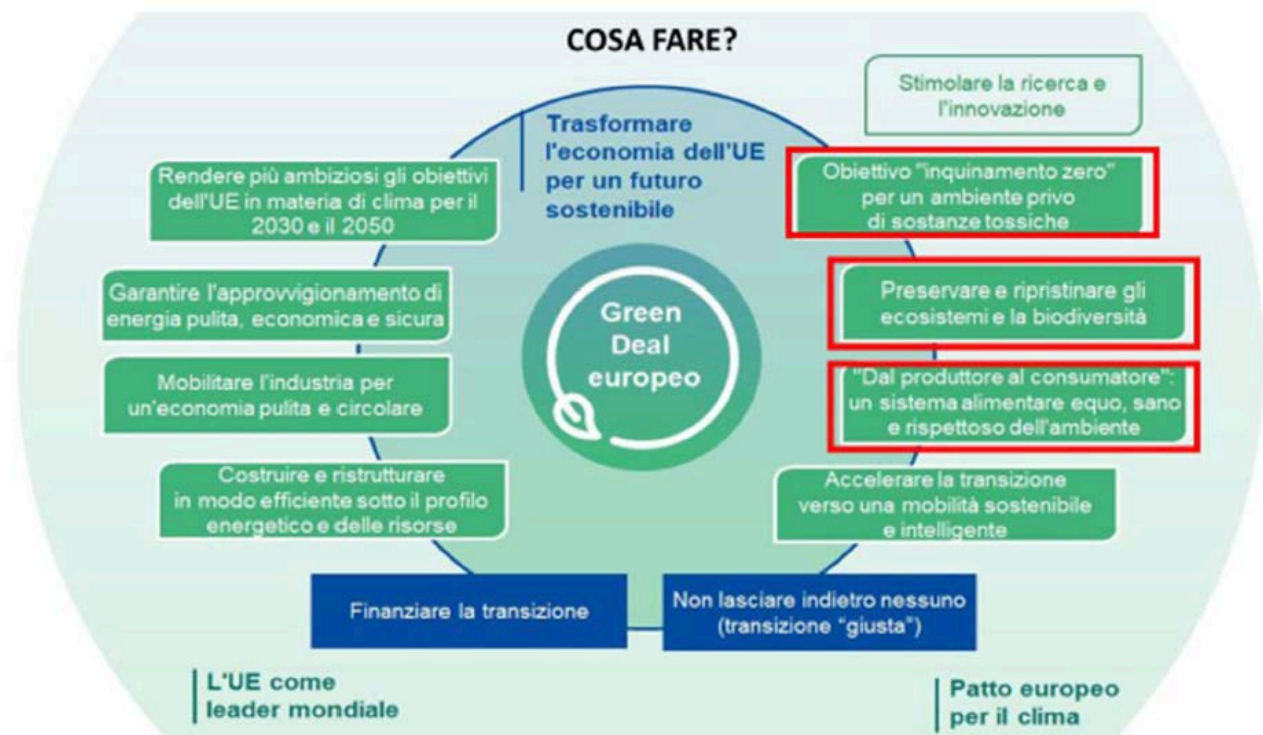 COSA FARE?
Stimolare la ricerca e
l'innovazione
Trasformare
l'economia dell'UE
per un futuro
sostenibile
Rendere più ambiziosi gli obiettivi
dell'UE in materia di clima per il
2030 e il 2050
Obiettivo "inquinamento zero"
per un ambiente privo
di sostanze tossiche
Garantire l'approvvigionamento di
energia pulita, economica e sicura
Preservare e ripristinare gli
ecosistemi e la biodiversità
Green
Deal
europeo
Mobilitare l'industria per
un'economia pulita e circolare
"Dal produttore al consumatore":
un sistema alimentare equo, sano
e rispettoso dell'ambiente
Costruire e ristrutturare
in modo efficiente sotto il profilo
energetico e delle risorse
Accelerare la transizione
verso una mobilità sostenibile
e intelligente
Finanziare la transizione
Non lasciare indietro nessuno
(transizione "giusta")
L'UE come
leader mondiale
Patto europeo
per il clima